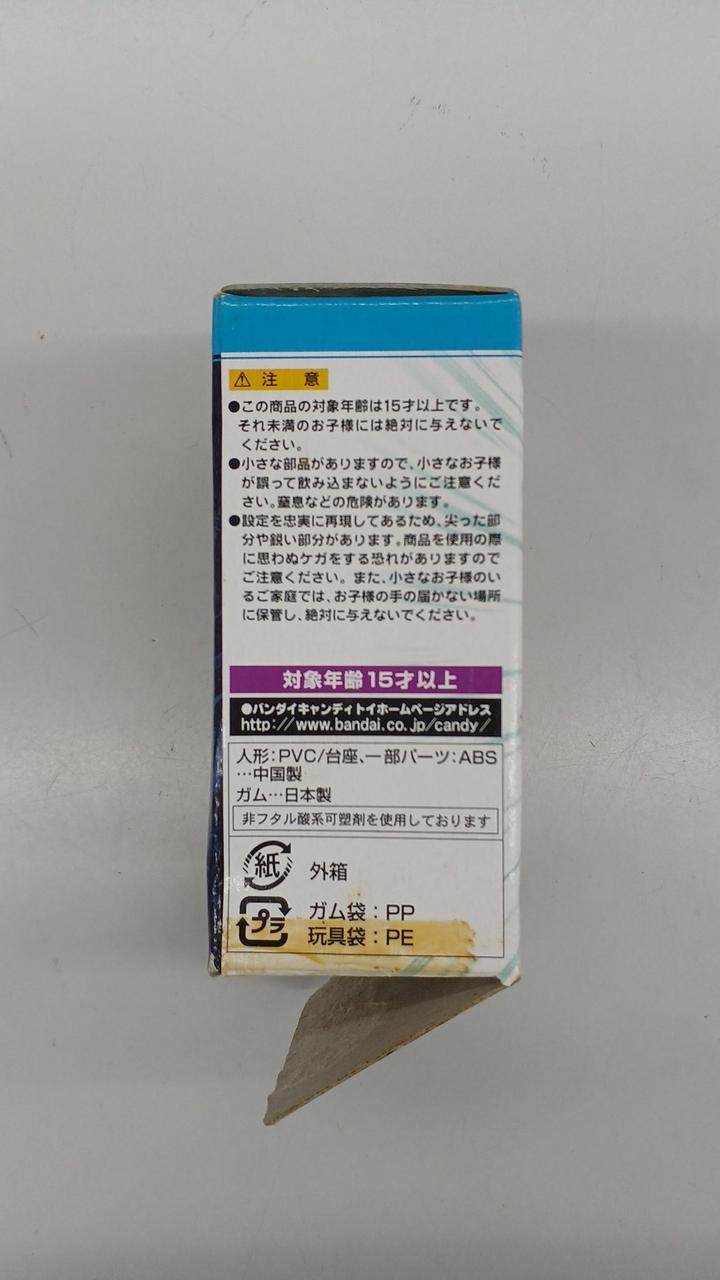 ⚠ 注 意
●この商品の対象年齢は15才以上です。
それ未満のお子様には絶対に与えないで
ください。
●小さな部品がありますので、小さなお子様
が誤って飲み込まないようにご注意くだ
さい。窒息などの危険があります。
●設定を忠実に再現してあるため、尖った部
分や鋭い部分があります。商品を使用の際
に思わぬケガをする恐れがありますので
ご注意ください。また、小さなお子様のい
るご家庭では、お子様の手の届かない場所
に保管し、絶対に与えないでください。
対象年齢15才以上
●バンダイキャンディトイホームページアドレス
http://www.bandai.co.jp/candy/
人形:PVC/台座、一部パーツ:ABS
…中国製
ガム…日本製
非フタル酸系可塑剤を使用しております
紙 外箱
プラ ガム袋:PP
玩具袋:PE